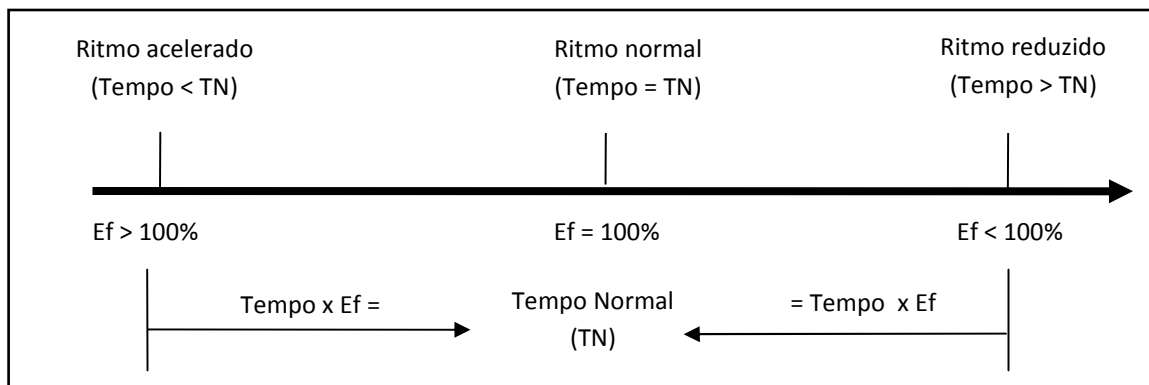 Ritmo acelerado
(Tempo < TN)
Ritmo normal
(Tempo = TN)
Ritmo reduzido
(Tempo > TN)
Ef > 100%
Ef = 100%
Ef < 100%
Tempo x Ef =
Tempo Normal
(TN)
= Tempo x Ef